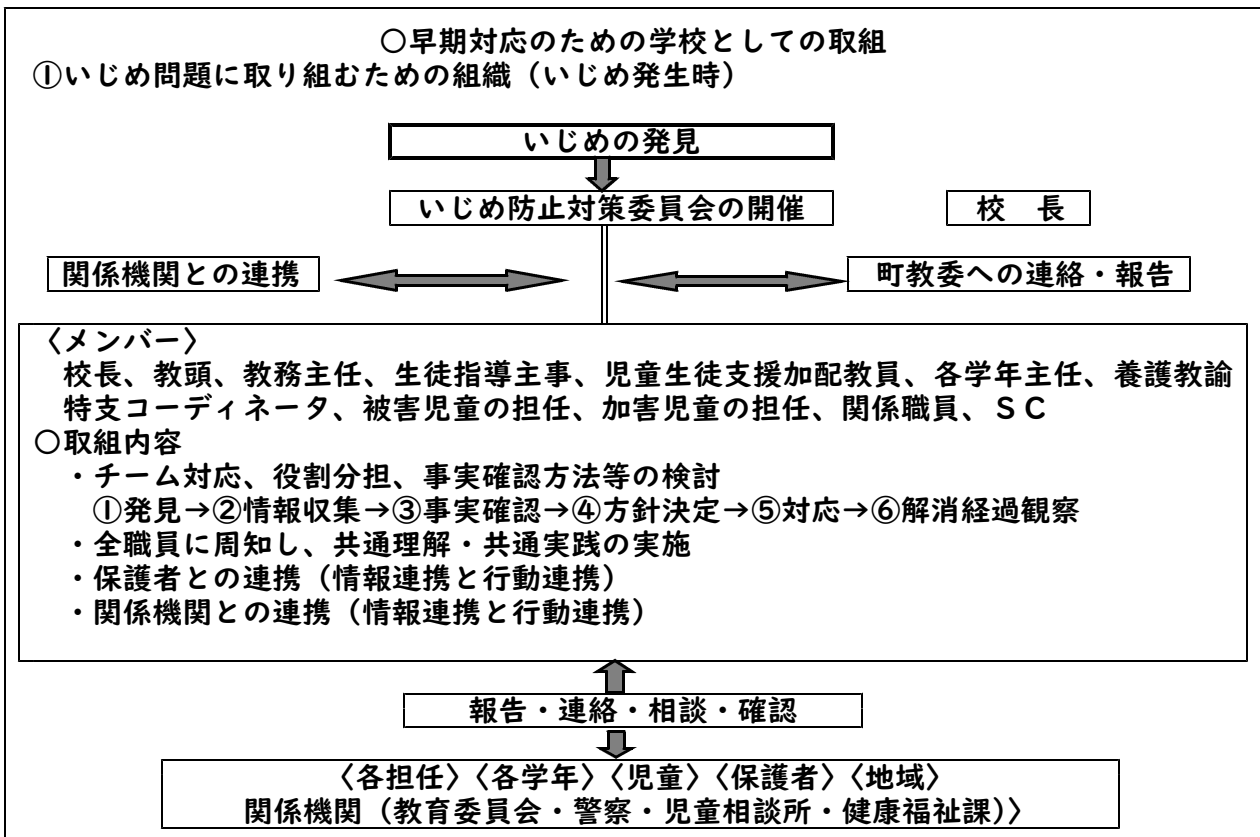 〇早期対応のための学校としての取組
①いじめ問題に取り組むための組織（いじめ発生時）
いじめの発見
いじめ防止対策委員会の開催
校　長
関係機関との連携
町教委への連絡・報告
〈メンバー〉
校長、教頭、教務主任、生徒指導主事、児童生徒支援加配教員、各学年主任、養護教諭
特支コーディネータ、被害児童の担任、加害児童の担任、関係職員、ＳＣ
〇取組内容
・チーム対応、役割分担、事実確認方法等の検討
①発見→②情報収集→③事実確認→④方針決定→⑤対応→⑥解消経過観察
・全職員に周知し、共通理解・共通実践の実施
・保護者との連携（情報連携と行動連携）
・関係機関との連携（情報連携と行動連携）
報告・連絡・相談・確認
〈各担任〉〈各学年〉〈児童〉〈保護者〉〈地域〉
関係機関（教育委員会・警察・児童相談所・健康福祉課）〉